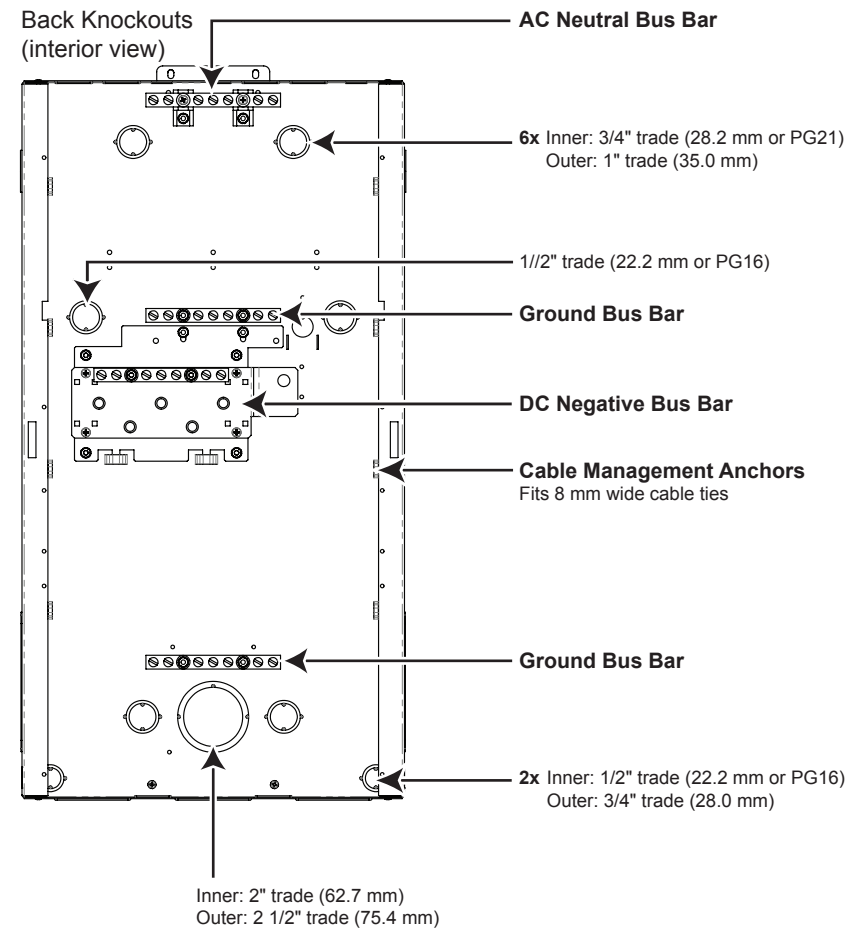 Back Knockouts
(interior view)
AC Neutral Bus Bar
6x Inner: 3/4" trade (28.2 mm or PG21)
Outer: 1" trade (35.0 mm)
1//2" trade (22.2 mm or PG16)
Ground Bus Bar
DC Negative Bus Bar
Cable Management Anchors
Fits 8 mm wide cable ties
Ground Bus Bar
2x Inner: 1/2" trade (22.2 mm or PG16)
Outer: 3/4" trade (28.0 mm)
Inner: 2" trade (62.7 mm)
Outer: 2 1/2" trade (75.4 mm)